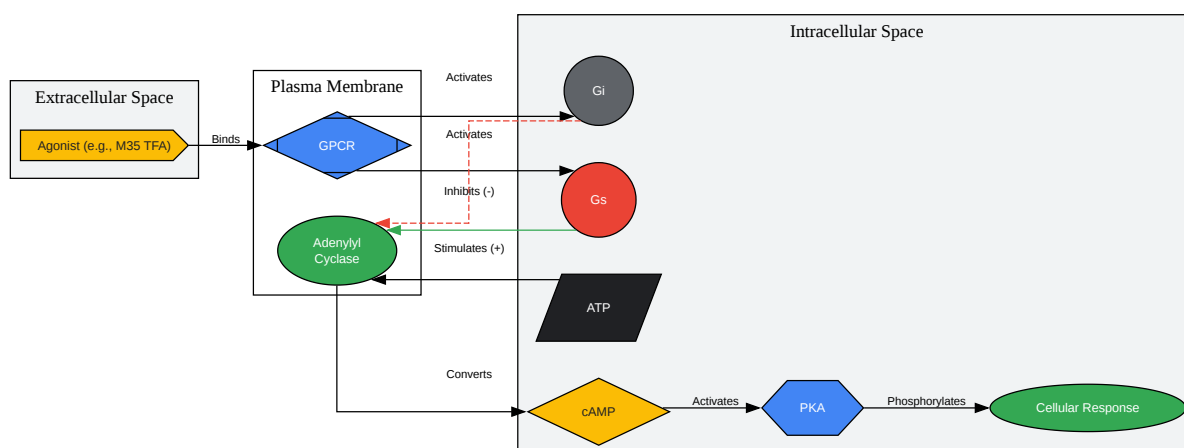 Intracellular Space
Extracellular Space
Agonist (e.g., M35 TFA)
Binds
Plasma Membrane
GPCR
Activates
Gi
Activates
Inhibits (-)
Gs
Adenylyl
Cyclase
Stimulates (+)
ATP
Converts
cAMP
Activates
PKA
Phosphorylates
Cellular Response